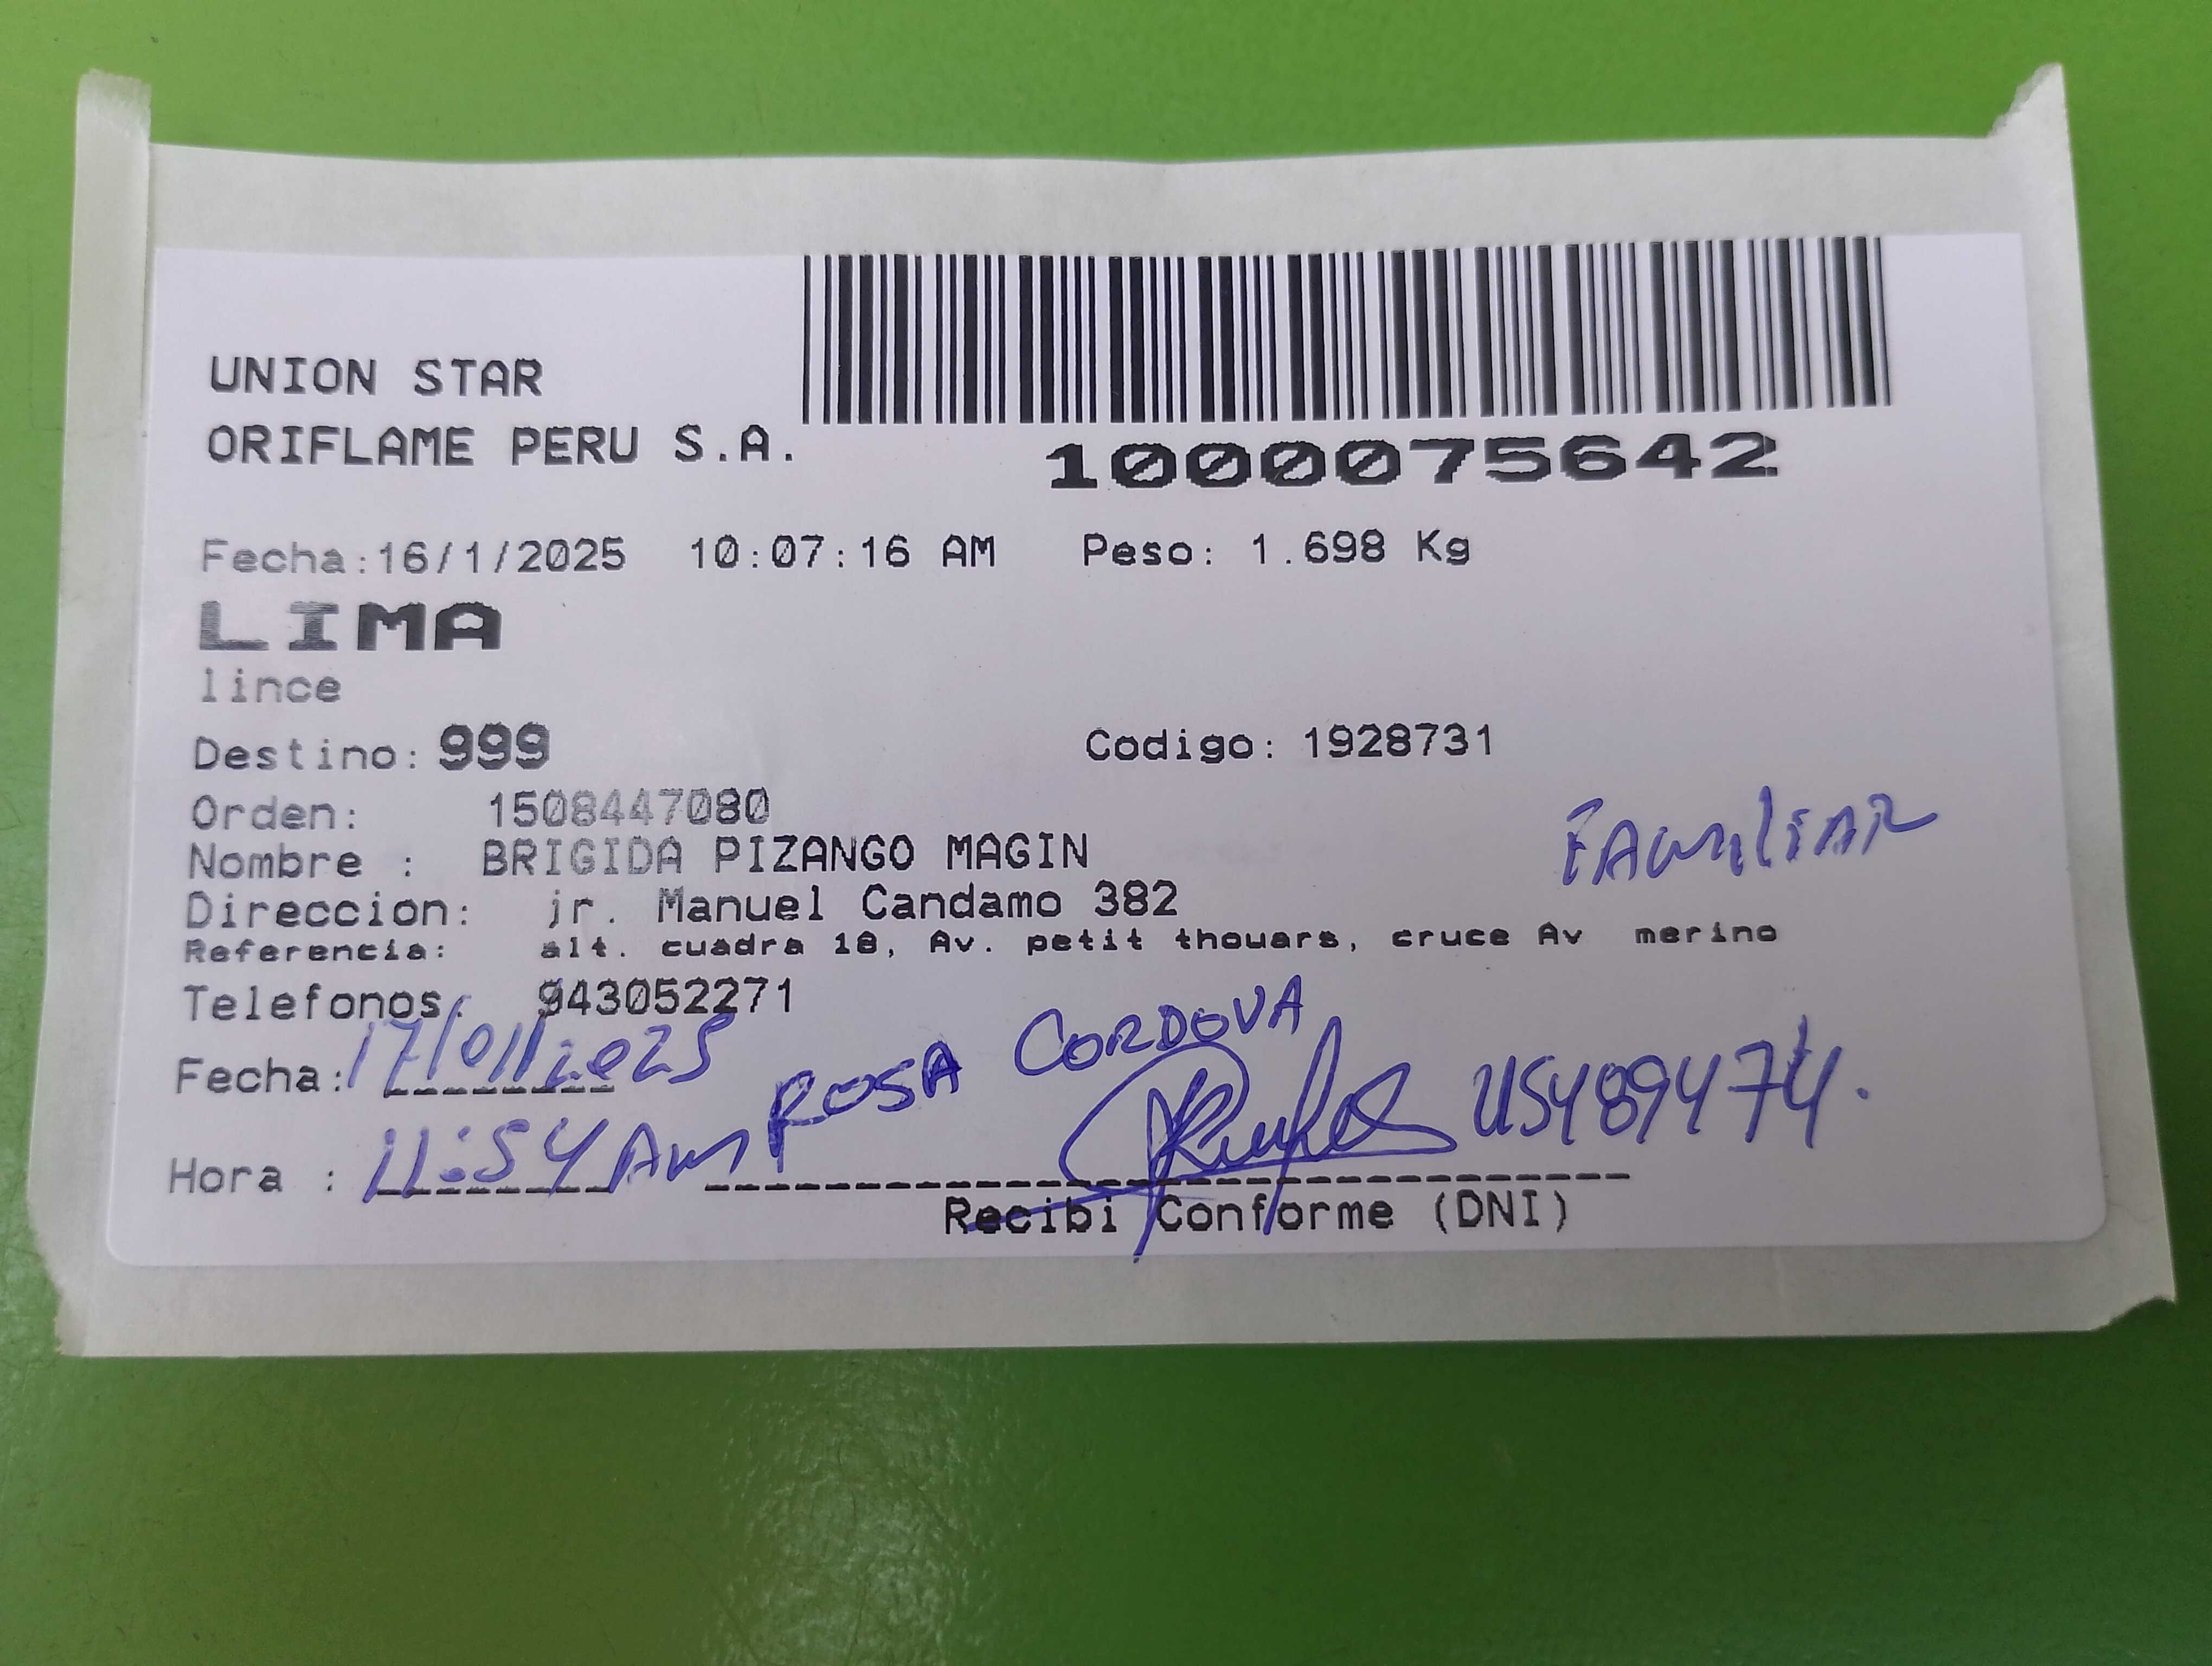 UNION STAR
ORIFLAME PERU S.A.
1000075642
Fecha:16/1/2025 10:07:16 AM Peso: 1.698 Kg
LIMA
lince
Destino: 999 Codigo: 1928731
Orden: 1508447080
Nombre : BRIGIDA PIZANGO MAGIN
FAMILIAR
Direccion: jr. Manuel Candamo 382
Referencia: alt. cuadra 18, Av. petit thouars, cruce Av merino
Telefonos: 943052271
Fecha: 17/01/2025 ROSA CORDOVA
Hora : 11:54 AM
Recibi Conforme (DNI)